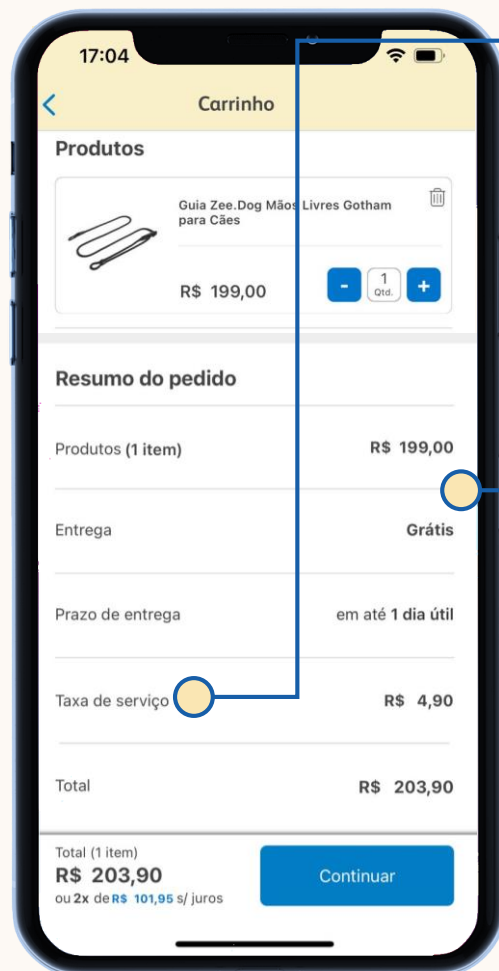 17:04
Carrinho
Produtos
Guia Zee.Dog Mãos Livres Gotham
para Cães
R$ 199,00
- 1 +
Qtd.
Resumo do pedido
Produtos (1 item) R$ 199,00
Entrega Grátis
Prazo de entrega em até 1 dia útil
Taxa de serviço R$ 4,90
Total R$ 203,90
Total (1 item)
R$ 203,90
ou 2x de R$ 101,95 s/ juros
Continuar